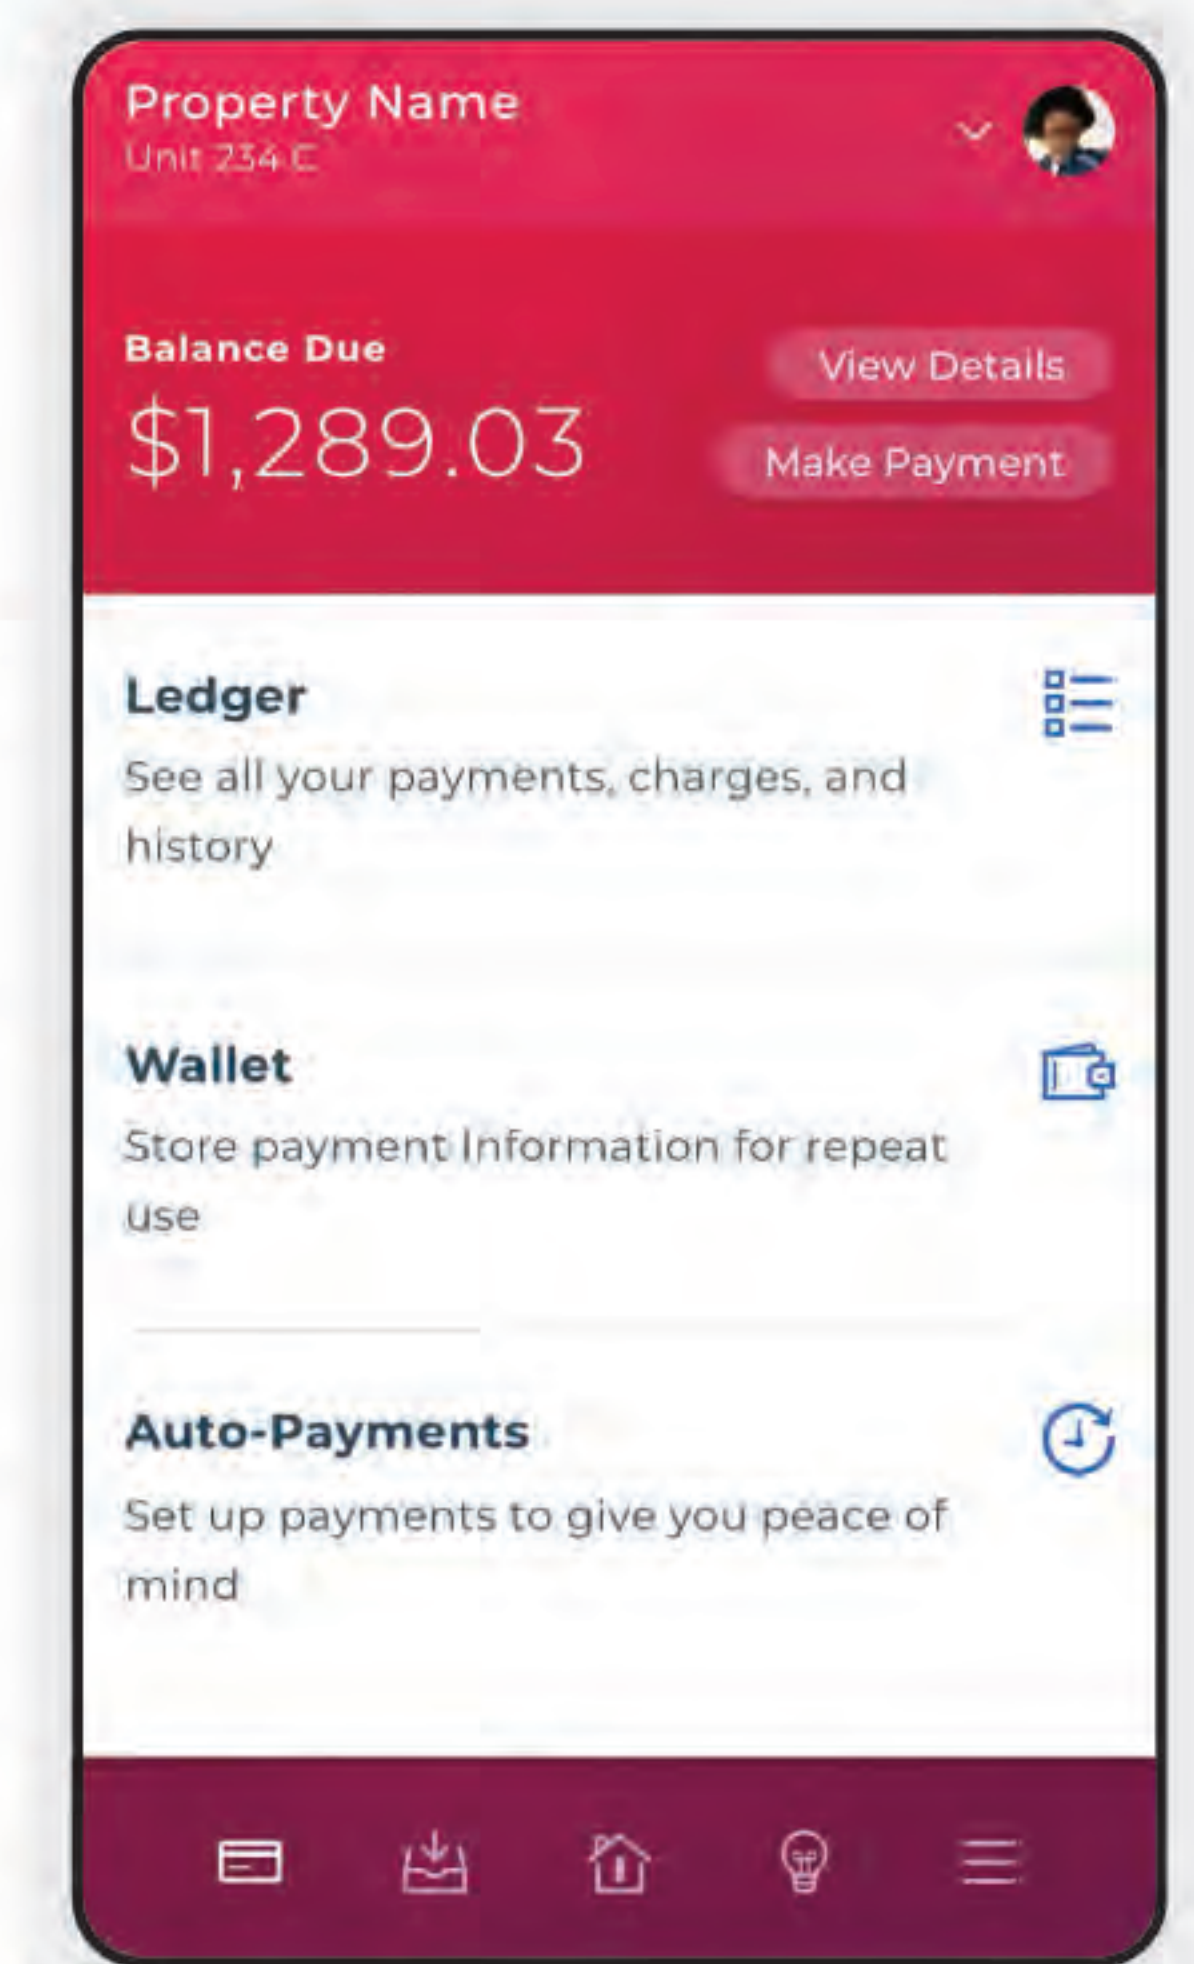 Property Name
Unit 234 C
Balance Due
$1,289.03
View Details
Make Payment
Ledger
See all your payments, charges, and
history
Wallet
Store payment Information for repeat
use
Auto-Payments
Set up payments to give you peace of
mind